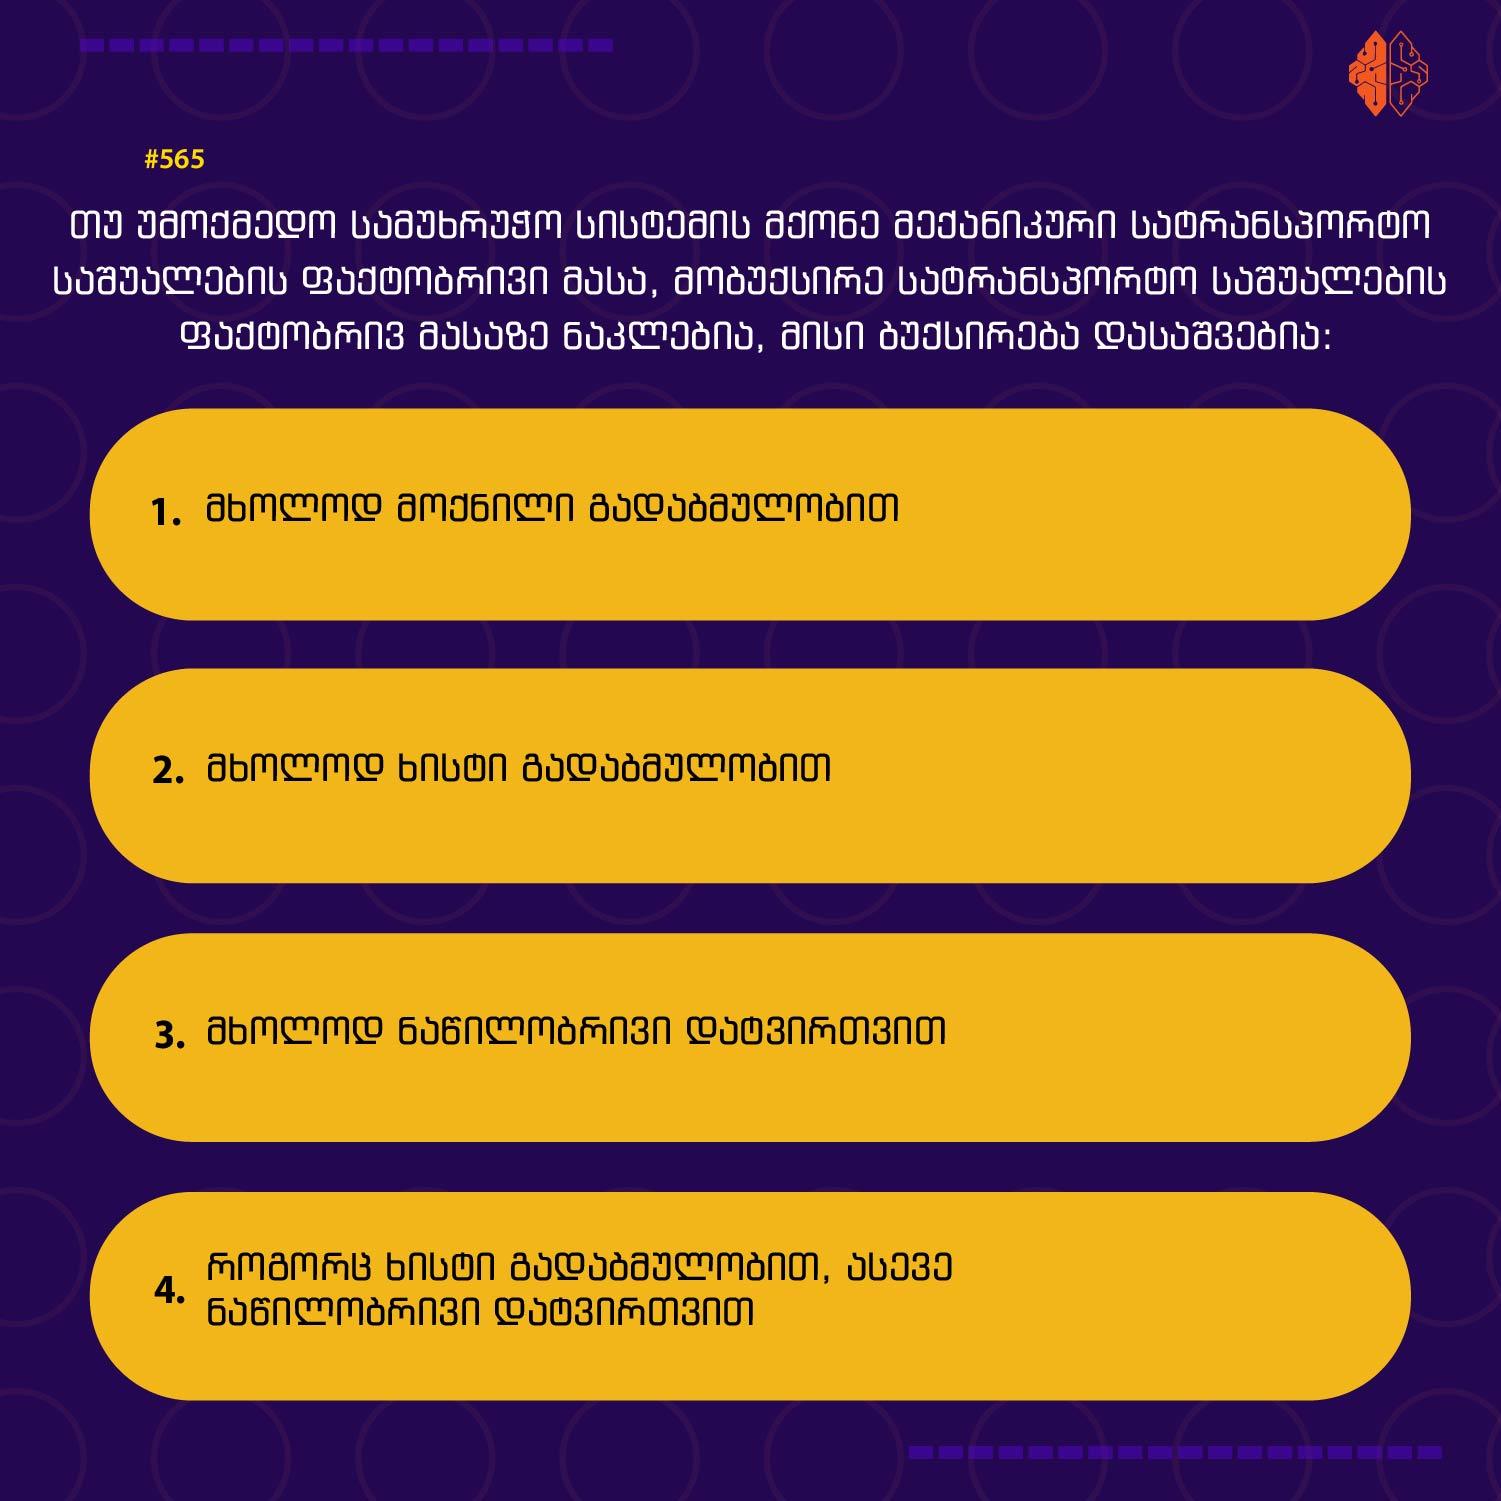 #565
თუ უმოქმედო სამუხრუჭო სისტემის მქონე მექანიკური სატრანსპორტო
საშუალების ფაქტობრივი მასა, მობუქსირე სატრანსპორტო საშუალების
ფაქტობრივ მასაზე ნაკლებია, მისი ბუქსირება დასაშვებია:
1. მხოლოდ მოქნილი გადაბმულობით
2. მხოლოდ ხისტი გადაბმულობით
3. მხოლოდ ნაწილობრივი დატვირთვით
4. როგორც ხისტი გადაბმულობით, ასევე
ნაწილობრივი დატვირთვით